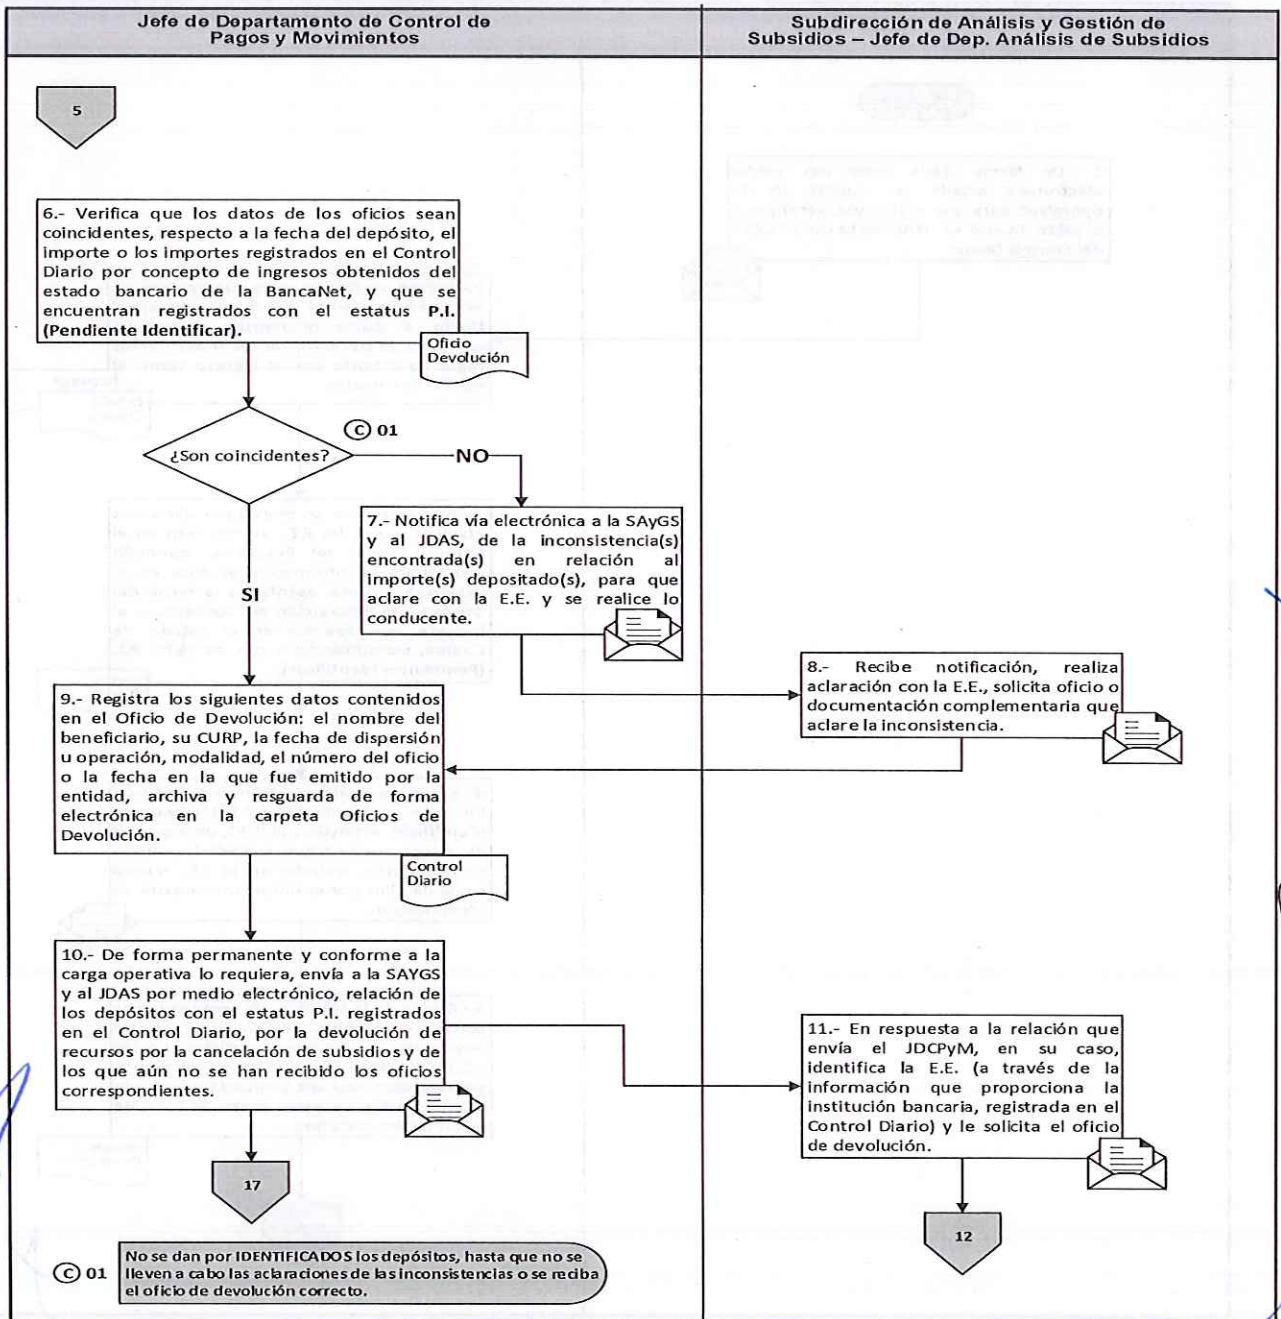 Jefe de Departamento de Control de
Pagos y Movimientos
Subdirección de Análisis y Gestión de
Subsidios – Jefe de Dep. Análisis de Subsidios
5
6.- Verifica que los datos de los oficios sean
coincidentes, respecto a la fecha del depósito, el
importe o los importes registrados en el Control
Diario por concepto de ingresos obtenidos del
estado bancario de la BancaNet, y que se
encuentran registrados con el estatus P.I.
(Pendiente Identificar).
Oficio
Devolución
C 01
¿Son coincidentes?
NO
7.- Notifica vía electrónica a la SAyGS
y al JDAS, de la inconsistencia(s)
encontrada(s) en relación al
importe(s) depositado(s), para que
aclare con la E.E. y se realice lo
conducente.
SI
8.- Recibe notificación, realiza
aclaración con la E.E., solicita oficio o
documentación complementaria que
aclare la inconsistencia.
9.- Registra los siguientes datos contenidos
en el Oficio de Devolución: el nombre del
beneficiario, su CURP, la fecha de dispersión
u operación, modalidad, el número del oficio
o la fecha en la que fue emitido por la
entidad, archiva y resguarda de forma
electrónica en la carpeta Oficios de
Devolución.
Control
Diario
10.- De forma permanente y conforme a la
carga operativa lo requiera, envía a la SAYGS
y al JDAS por medio electrónico, relación de
los depósitos con el estatus P.I. registrados
en el Control Diario, por la devolución de
recursos por la cancelación de subsidios y de
los que aún no se han recibido los oficios
correspondientes.
11.- En respuesta a la relación que
envía el JDCPyM, en su caso,
identifica la E.E. (a través de la
información que proporciona la
institución bancaria, registrada en el
Control Diario) y le solicita el oficio
de devolución.
17
12
C 01
No se dan por IDENTIFICADOS los depósitos, hasta que no se
lleven a cabo las aclaraciones de las inconsistencias o se reciba
el oficio de devolución correcto.